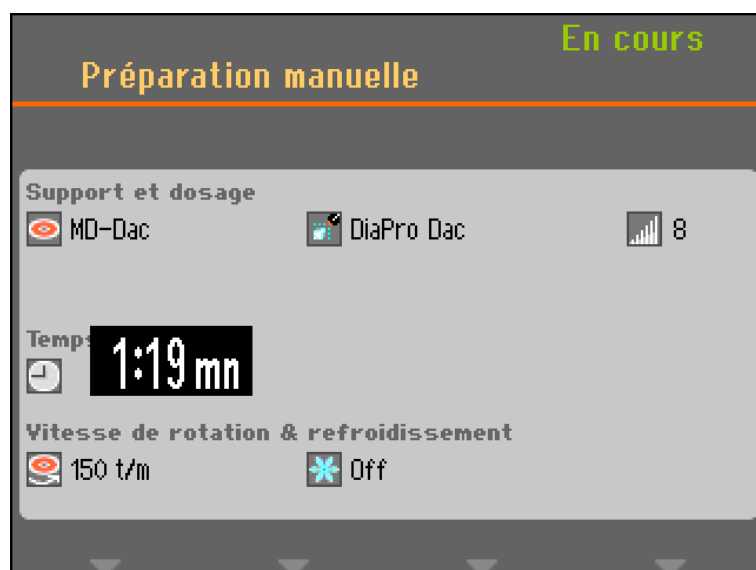 En cours
Préparation manuelle
Support et dosage
MD-Dac DiaPro Dac 8
Temps
1:19 mn
Vitesse de rotation & refroidissement
150 t/m Off